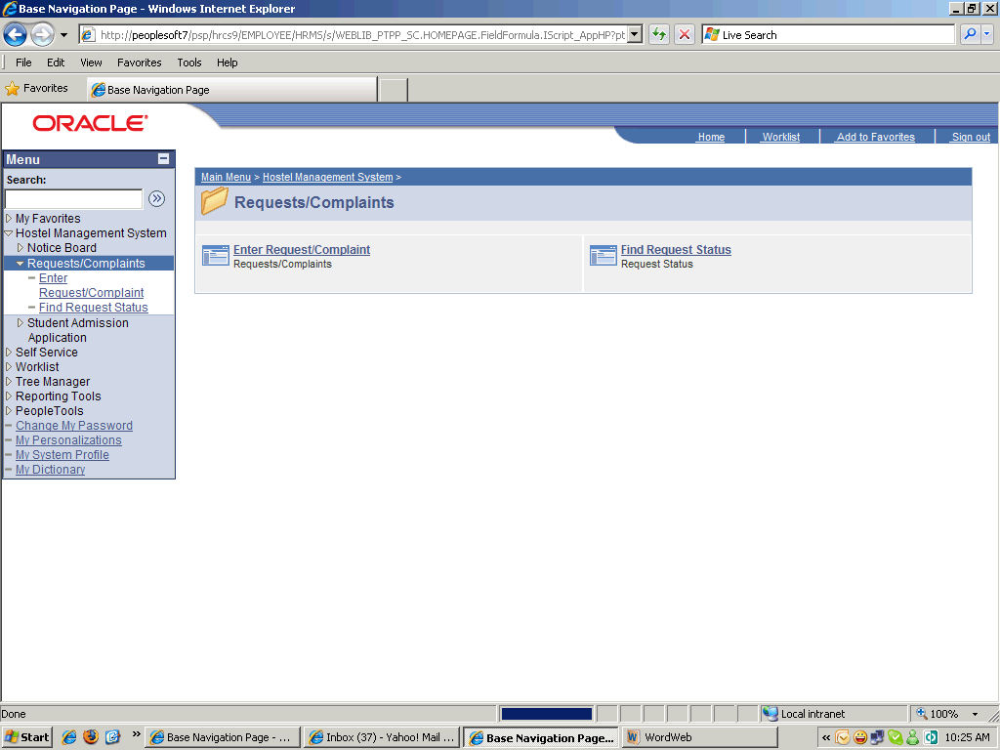 Base Navigation Page - Windows Internet Explorer
http://peoplesoft7/psp/hrcs9/EMPLOYEE/HRMS/s/WEBLIB_PTPP_SC.HOMEPAGE.FieldFormula.IScript_AppHP?pt
Live Search
File Edit View Favorites Tools Help
Favorites Base Navigation Page
ORACLE®
Home Worklist Add to Favorites Sign out
Menu
Search:
My Favorites
Hostel Management System
Notice Board
Requests/Complaints
Enter
Request/Complaint
Find Request Status
Student Admission
Application
Self Service
Worklist
Tree Manager
Reporting Tools
PeopleTools
Change My Password
My Personalizations
My System Profile
My Dictionary
Main Menu > Hostel Management System >
Requests/Complaints
Enter Request/Complaint
Requests/Complaints
Find Request Status
Request Status
Done Local intranet 100%
Start » Base Navigation Page - ... Inbox (37) - Yahoo! Mail ... Base Navigation Page... WordWeb « 10:25 AM